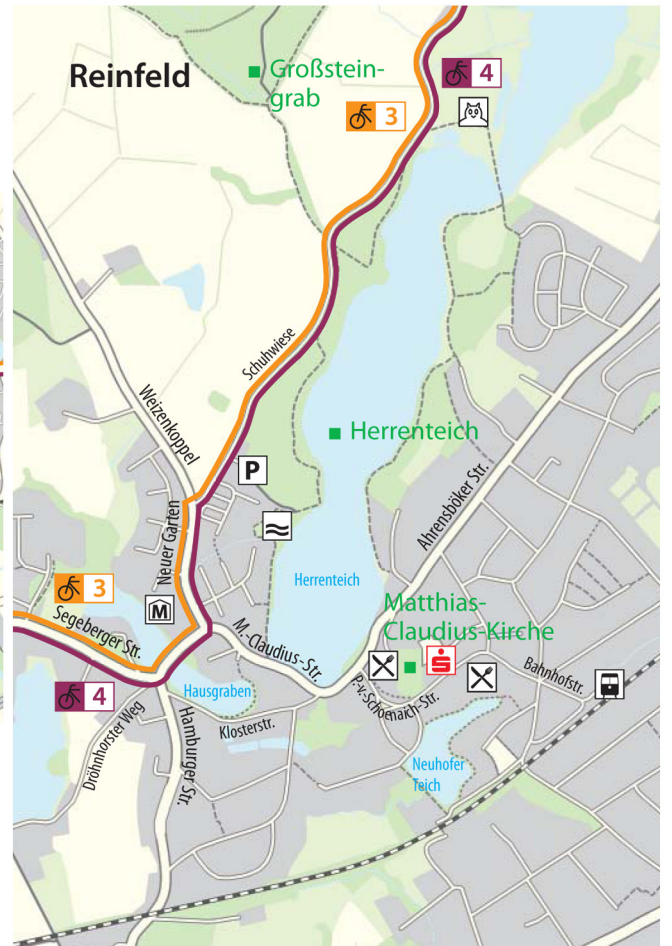 Reinfeld
Großstein-
grab
4
3
Schuhwiese
Weizenkoppel
Herrenteich
P
Ahrensböker Str.
Neuer Garten
Herrenteich
3
M
Segeberger Str.
M.-Claudius-Str.
Matthias-
Claudius-Kirche
S
Bahnhofstr.
4
Hausgraben
P.-v.-Schoenaich-Str.
Dröhnhorster Weg
Hamburger Str.
Klosterstr.
Neuhofer
Teich